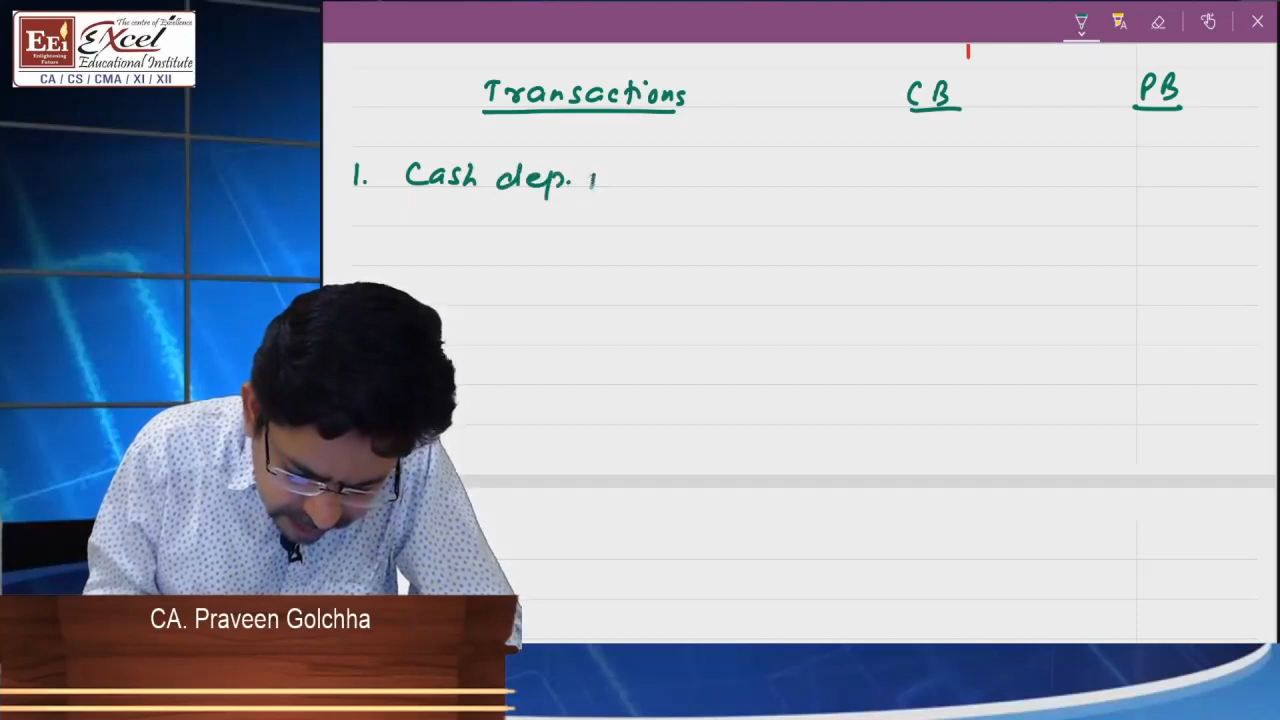 The centre of Excellence
EEi Excel
Enlightening Future
Educational Institute
CA / CS / CMA / XI / XII
Transactions CB PB
1. Cash dep.
CA. Praveen Golchha